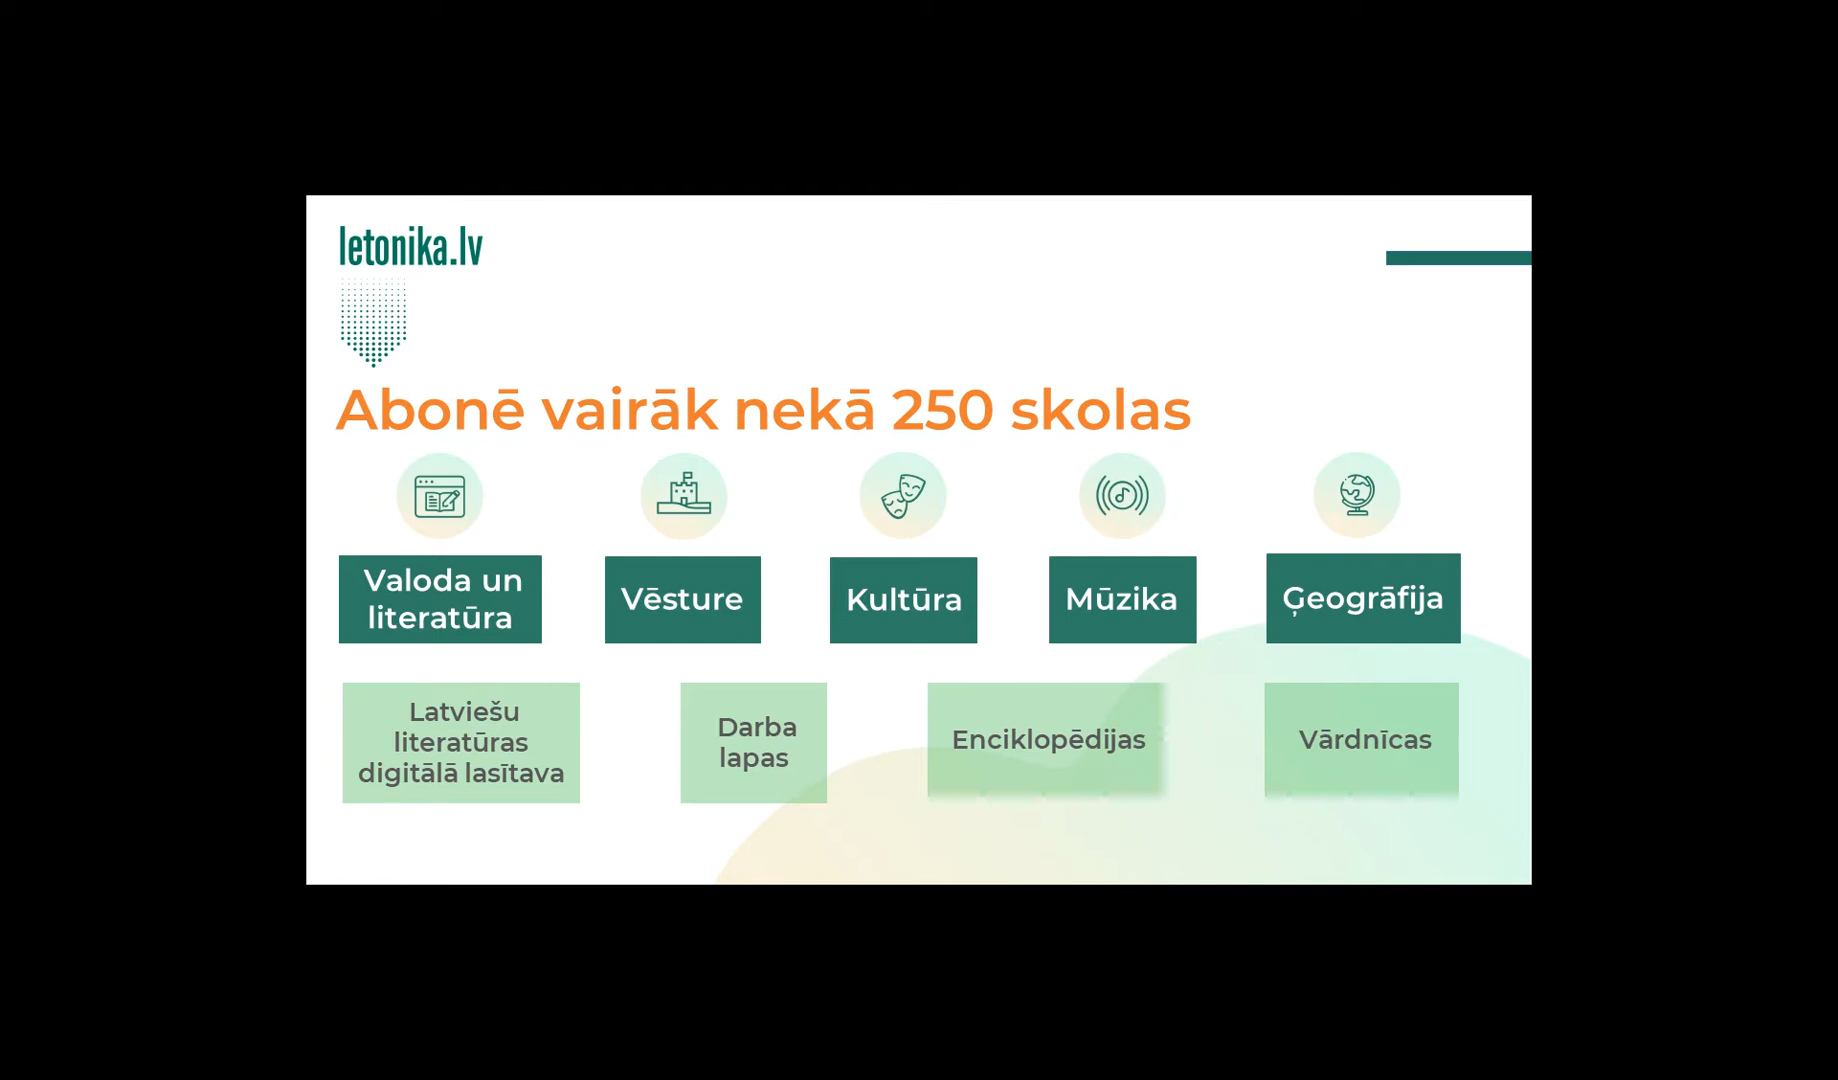 letonika.lv
Abonē vairāk nekā 250 skolas
Valoda un
literatūra
Vēsture
Kultūra
Mūzika
Ģeogrāfija
Latviešu
literatūras
digitālā lasītava
Darba
lapas
Enciklopēdijas
Vārdnīcas